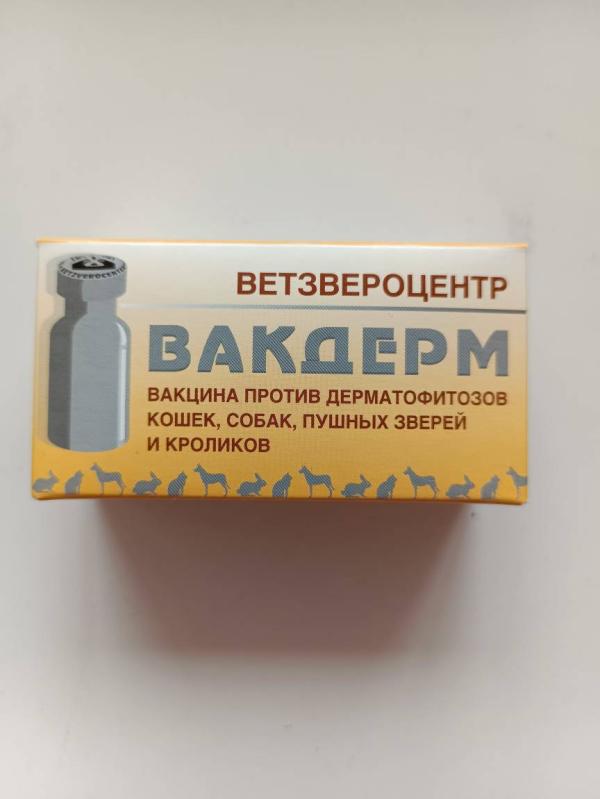 ВЕТЗВЕРОЦЕНТР
ВАКДЕРМ
ВАКЦИНА ПРОТИВ ДЕРМАТОФИТОЗОВ
КОШЕК, СОБАК, ПУШНЫХ ЗВЕРЕЙ
И КРОЛИКОВ